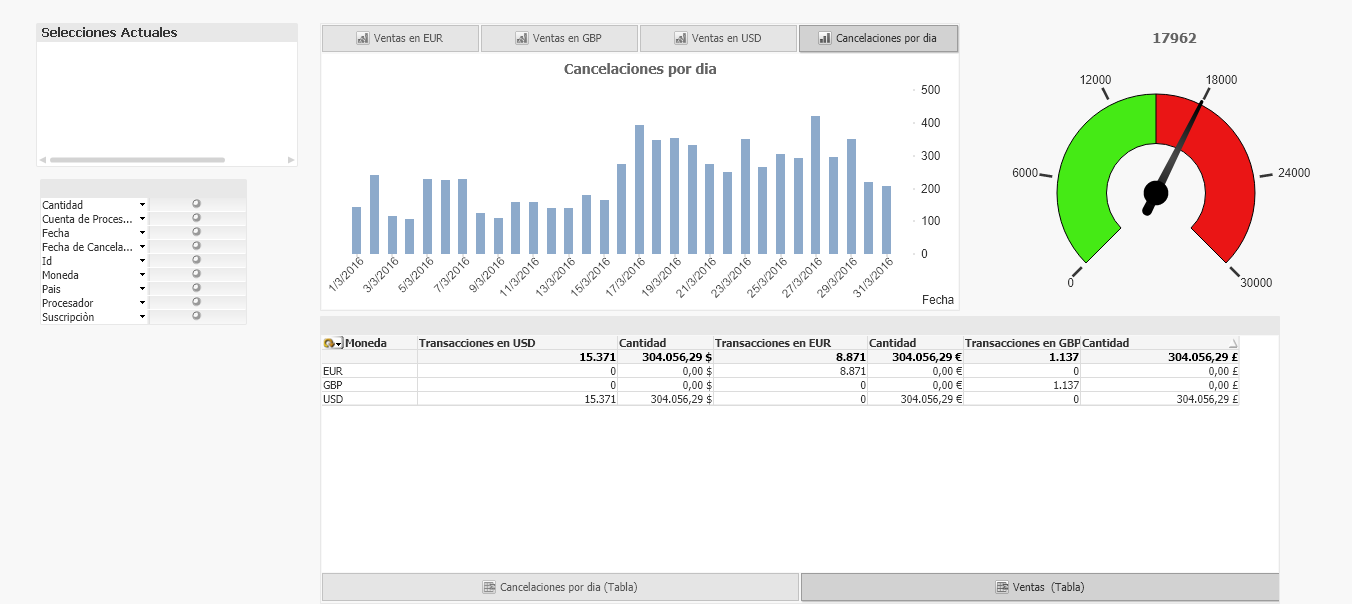 Selecciones Actuales
Cantidad
Cuenta de Proces...
Fecha
Fecha de Cancela...
Id
Moneda
Pais
Procesador
Suscripción
Ventas en EUR
Ventas en GBP
Ventas en USD
Cancelaciones por dia
Cancelaciones por dia
500
400
300
200
100
0
1/3/2016
3/3/2016
5/3/2016
7/3/2016
9/3/2016
11/3/2016
13/3/2016
15/3/2016
17/3/2016
19/3/2016
21/3/2016
23/3/2016
25/3/2016
27/3/2016
29/3/2016
31/3/2016
Fecha
17962
0
6000
12000
18000
24000
30000
Moneda Transacciones en USD Cantidad Transacciones en EUR Cantidad Transacciones en GBP Cantidad
15.371 304.056,29 $ 8.871 304.056,29 € 1.137 304.056,29 £
EUR 0 0,00 $ 8.871 0,00 € 0 0,00 £
GBP 0 0,00 $ 0 0,00 € 1.137 0,00 £
USD 15.371 304.056,29 $ 0 304.056,29 € 0 304.056,29 £
Cancelaciones por dia (Tabla)
Ventas (Tabla)